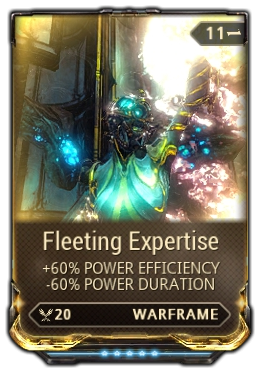 11
Fleeting Expertise
+60% POWER EFFICIENCY
-60% POWER DURATION
20 WARFRAME